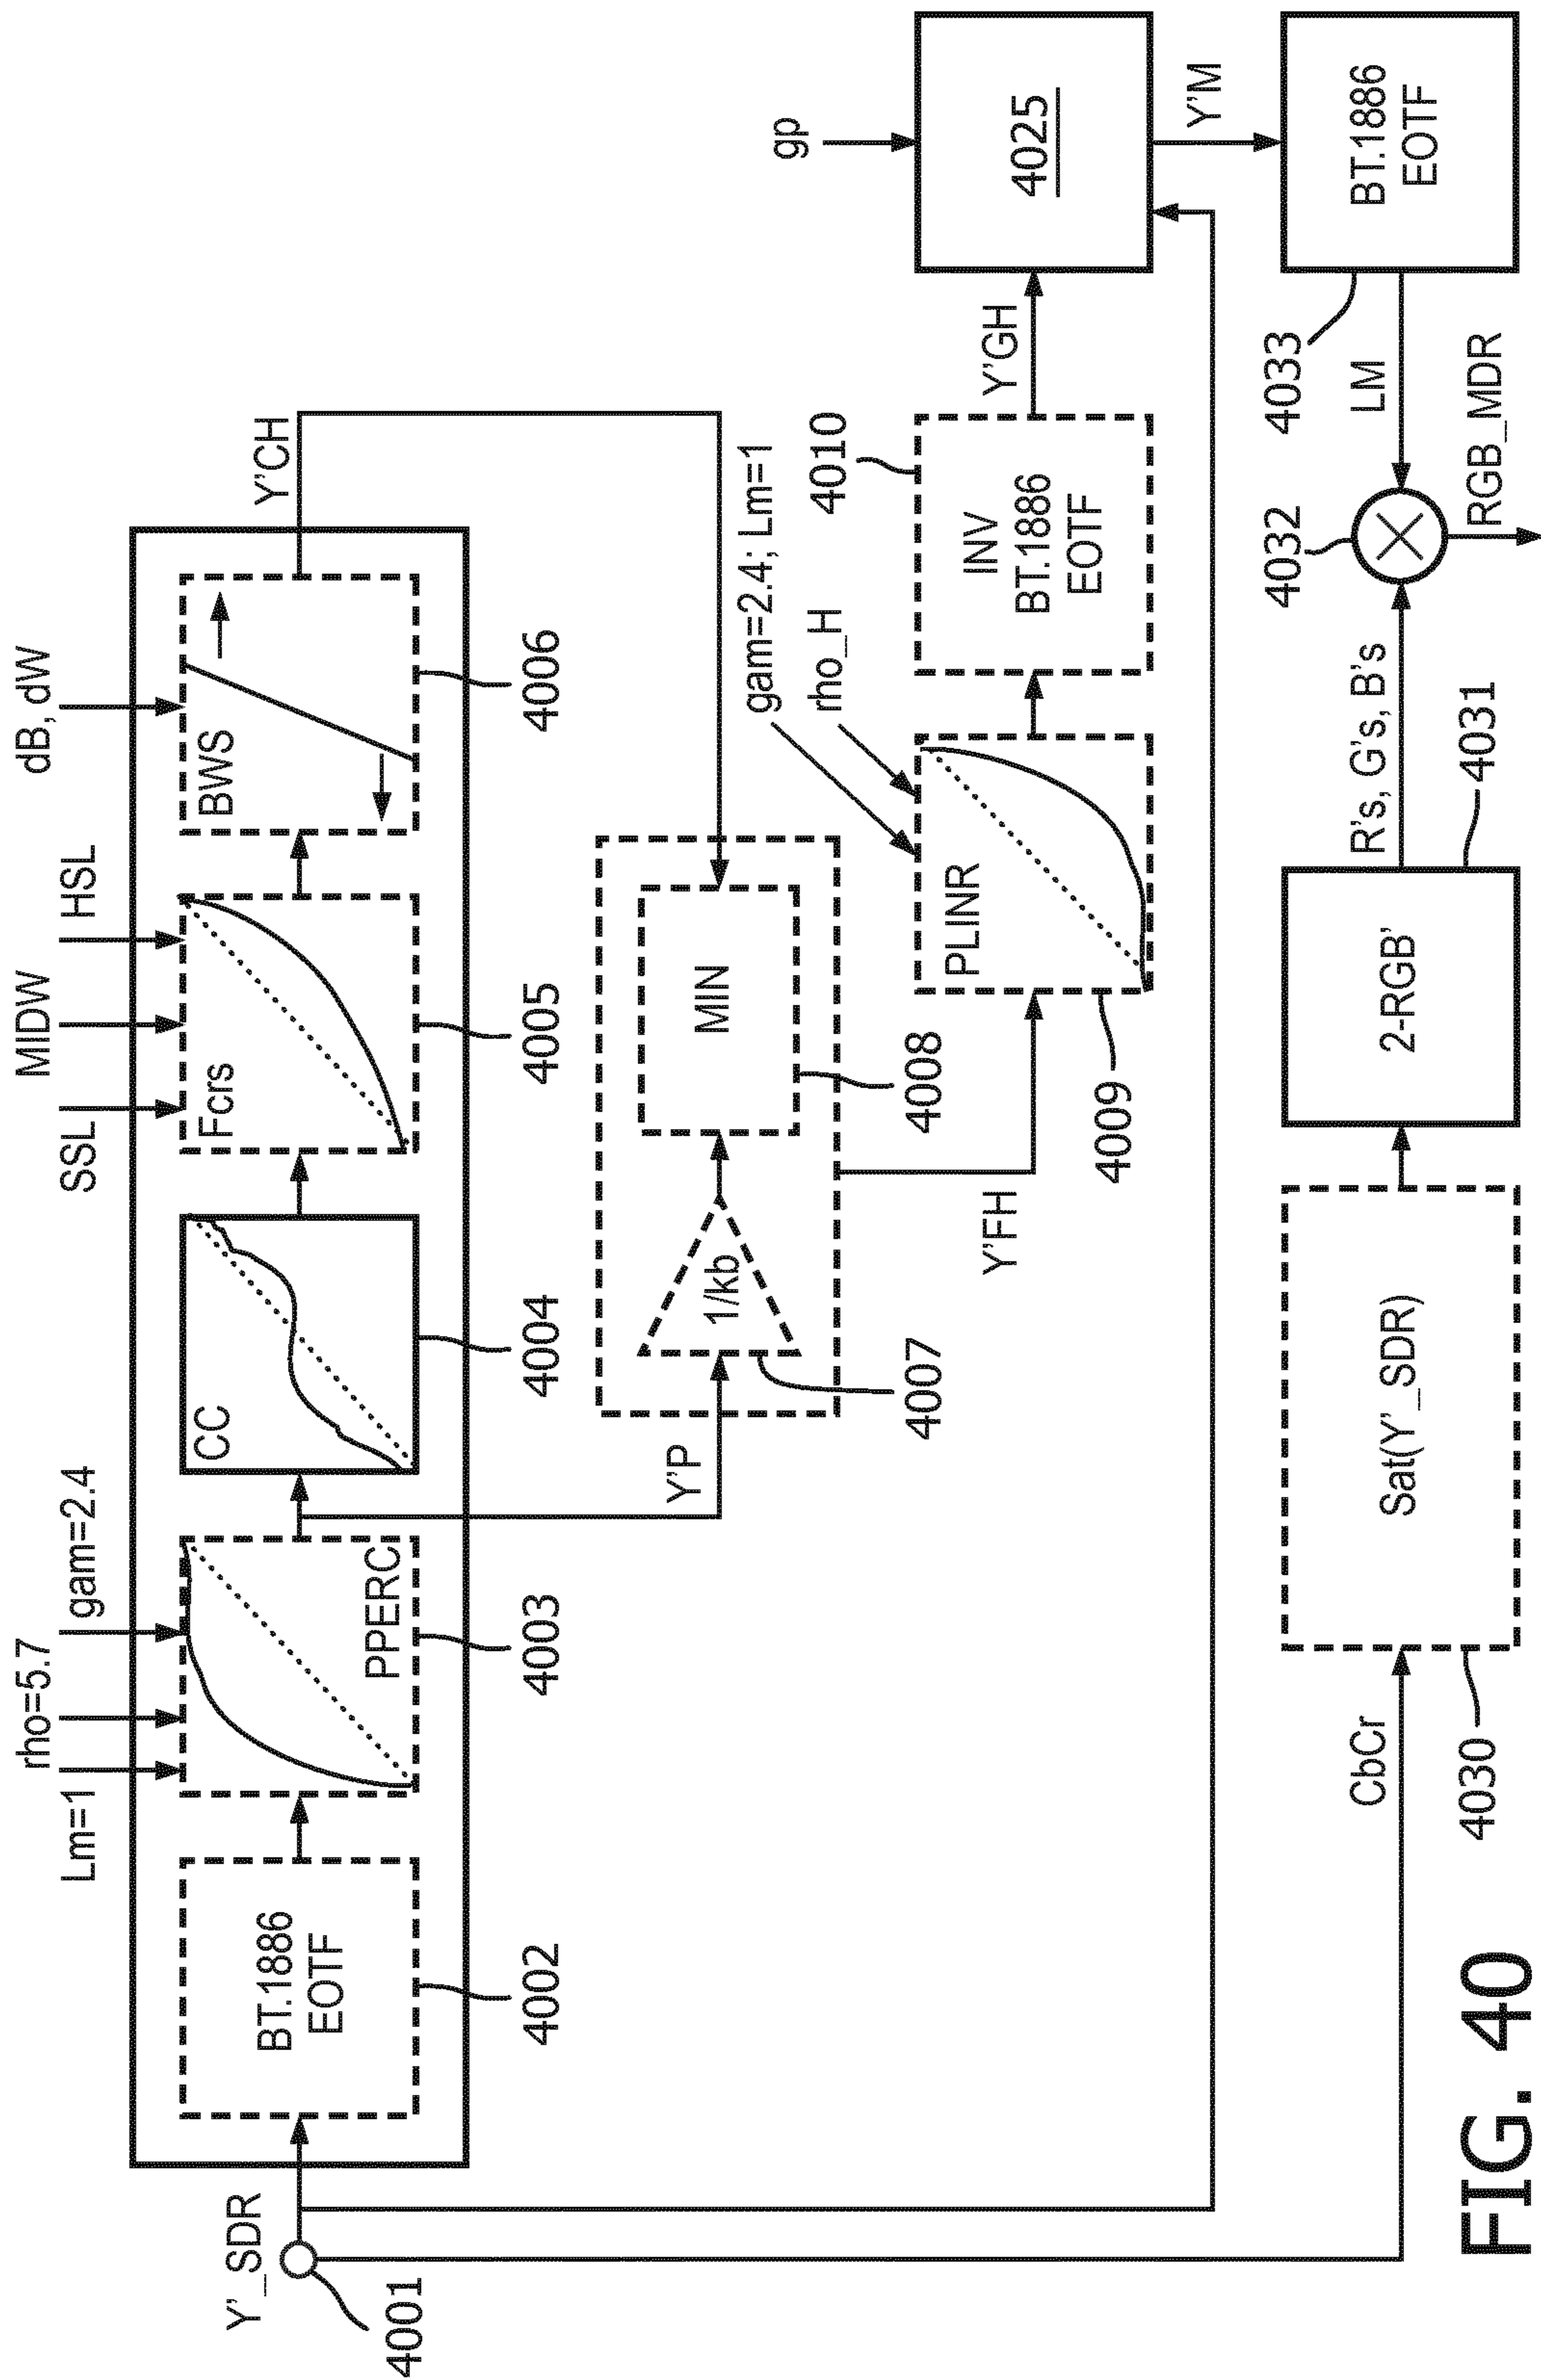 Y'_SDR
4001
BT.1886
EOTF
4002
Lm=1
rho=5.7
gam=2.4
PPERC
4003
CC
4004
SSL
MIDW
HSL
Fcrs
4005
dB, dW
BWS
4006
Y'CH
Y'P
1/kb
4007
MIN
4008
Y'FH
gam=2.4; Lm=1
rho_H
PLINR
4009
INV
BT.1886
EOTF
4010
Y'GH
gp
4025
Y'M
CbCr
Sat(Y'_SDR)
4030
2-RGB'
4031
R's, G's, B's
4032
LM
RGB_MDR
BT.1886
EOTF
4033
FIG. 40